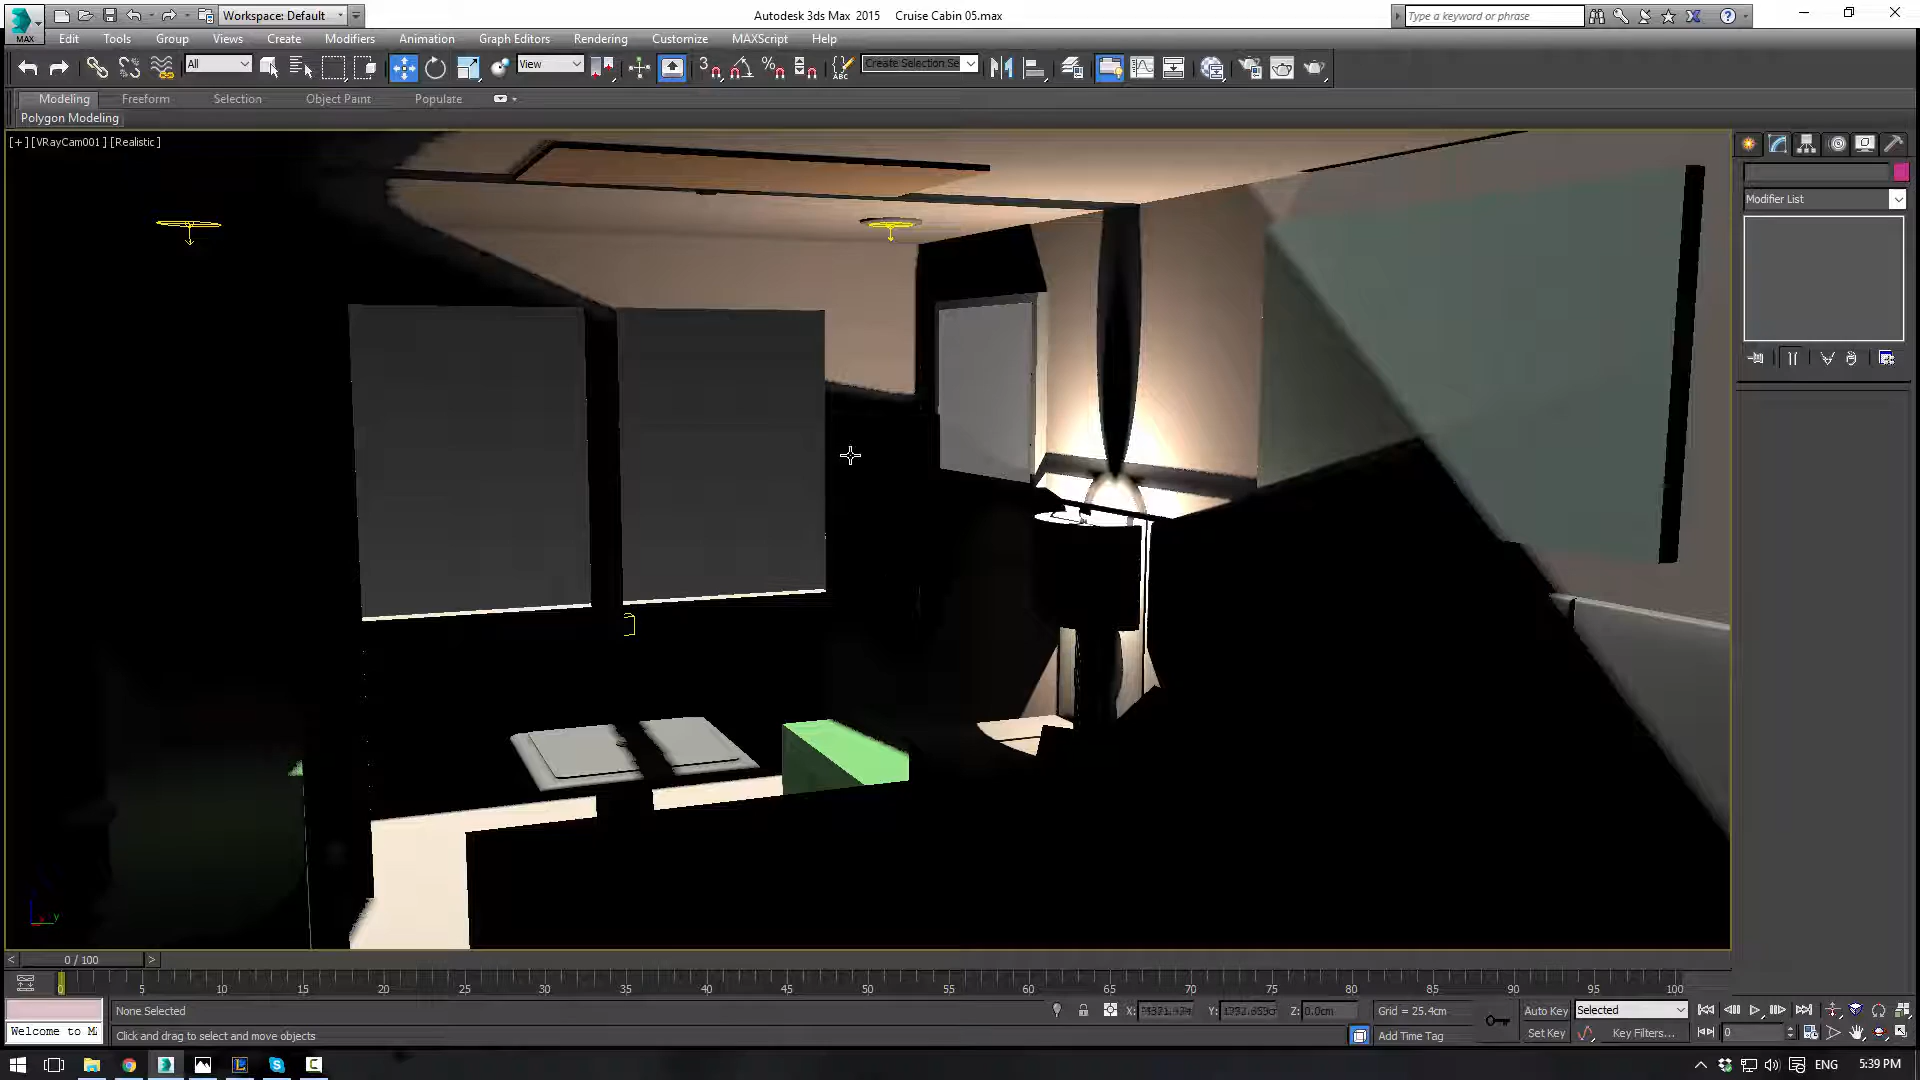 Workspace: Default
Autodesk 3ds Max 2015 Cruise Cabin 05.max
Type a keyword or phrase
MAX
Edit Tools Group Views Create Modifiers Animation Graph Editors Rendering Customize MAXScript Help
All
View
Create Selection Se
Modeling Freeform Selection Object Paint Populate
Polygon Modeling
[+] [VRayCam001] [Realistic]
Modifier List
0 / 100
0 5 10 15 20 25 30 35 40 45 50 55 60 65 70 75 80 85 90 95 100
None Selected
X: Y: Z: 0.0cm
Grid = 25.4cm
Auto Key Selected
Welcome to M
Click and drag to select and move objects
Add Time Tag
Set Key Key Filters...
0
ENG
5:39 PM